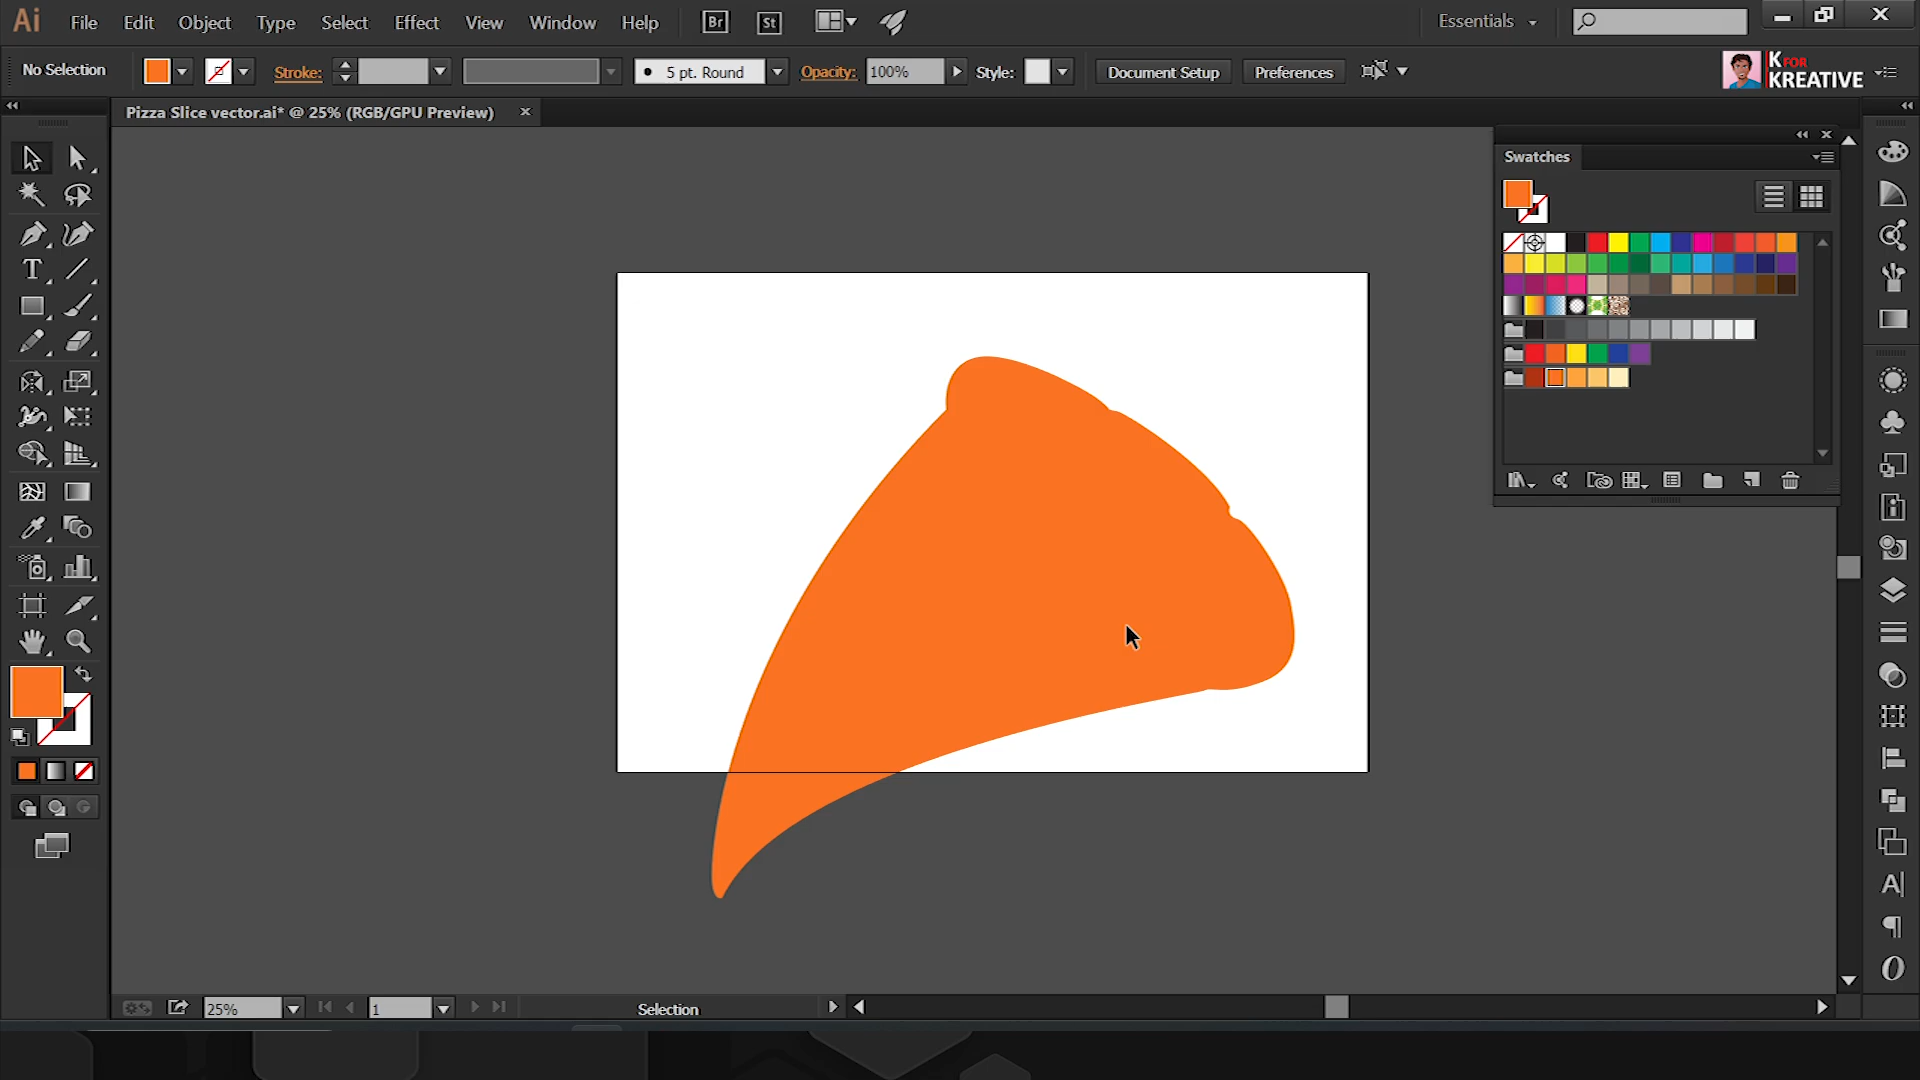 Ai File Edit Object Type Select Effect View Window Help Br St Essentials
No Selection Stroke: 5 pt. Round Opacity: 100% Style: Document Setup Preferences K FOR KREATIVE
Pizza Slice vector.ai* @ 25% (RGB/GPU Preview)
Swatches
25% 1 Selection